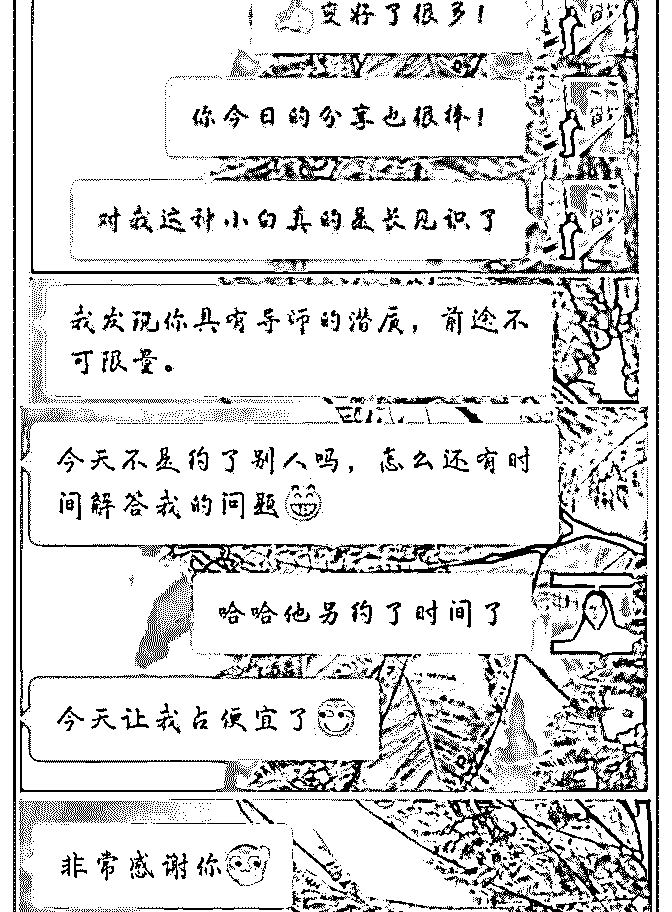 变好了很多!
你今日的分享也很棒!
对我这种小白真的是长见识了
我发现你具有导师的潜质，前途不
可限量。
今天不是约了别人吗，怎么还有时
间解答我的问题
哈哈他另约了时间了
今天让我占便宜了
非常感谢你